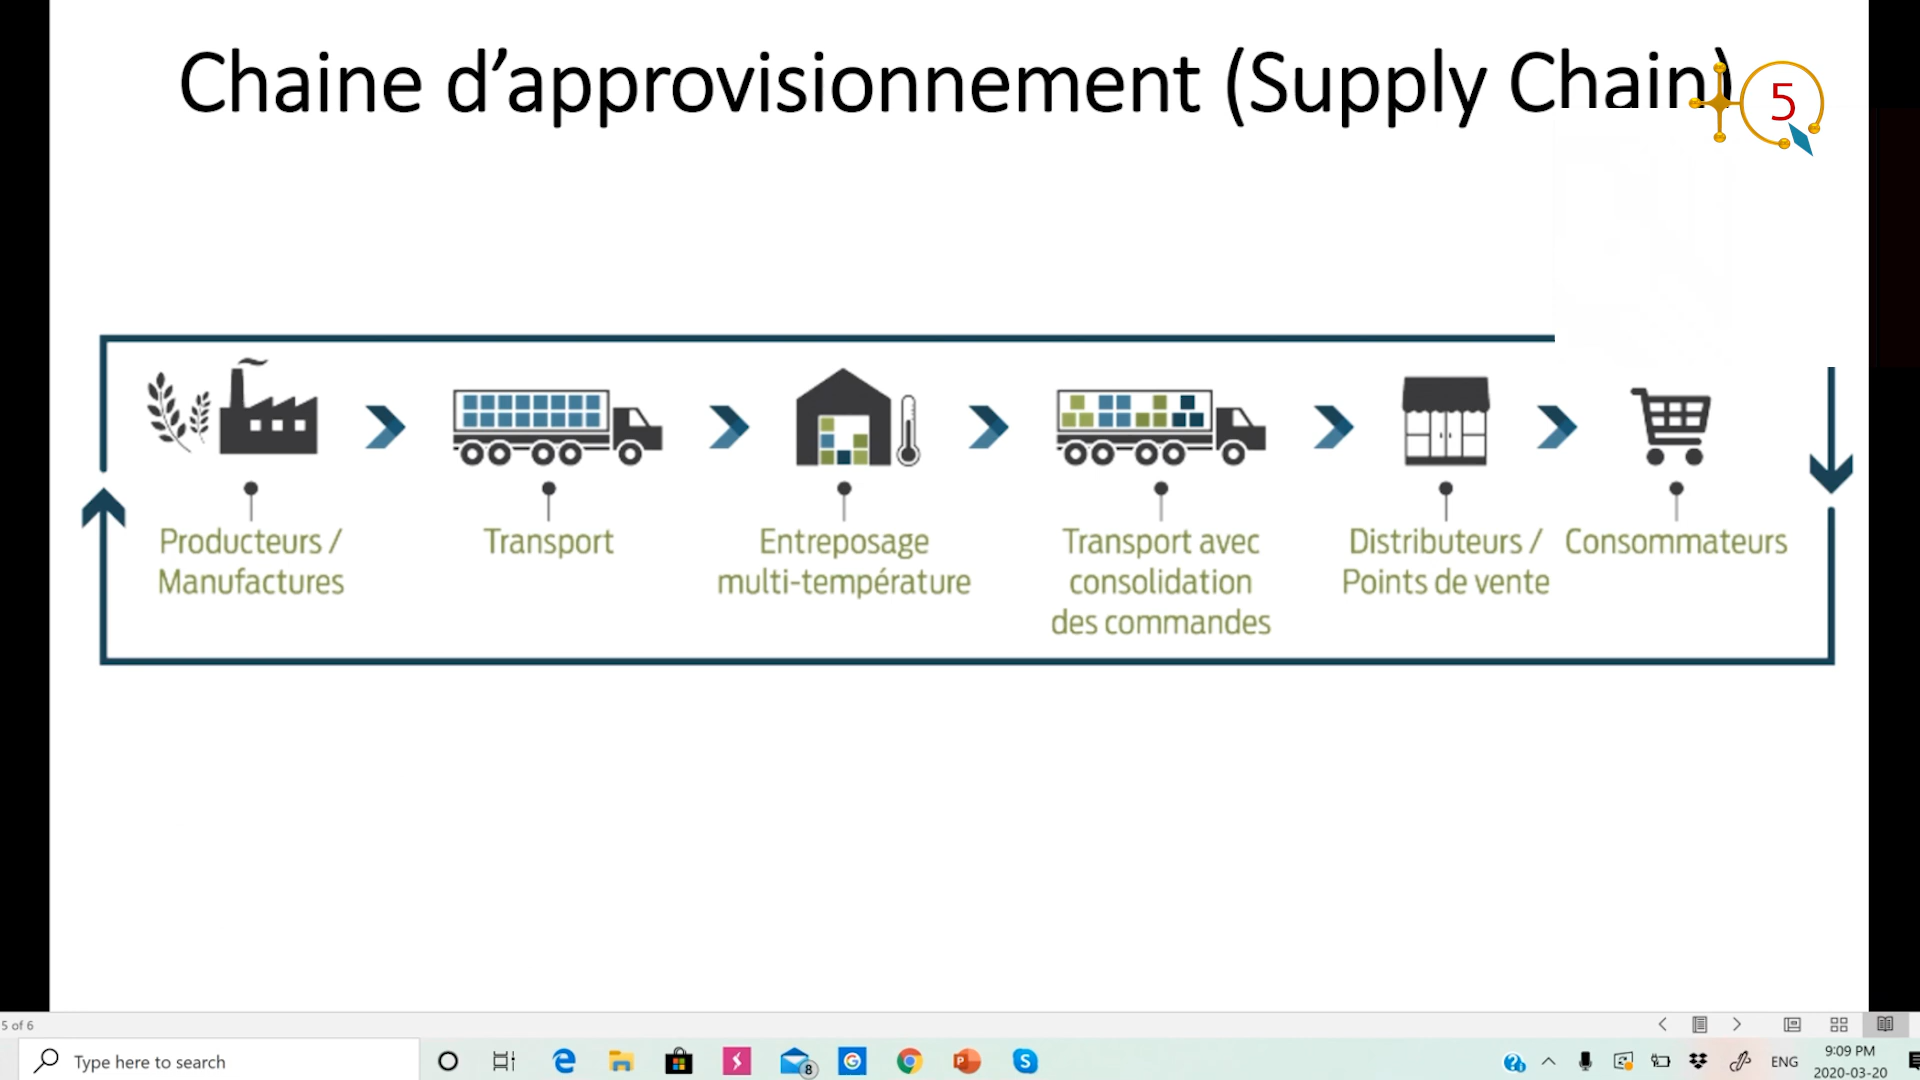 Chaine d’approvisionnement (Supply Chain)
5
Producteurs /
Manufactures
Transport
Entreposage
multi-température
Transport avec
consolidation
des commandes
Distributeurs /
Points de vente
Consommateurs
5 of 6
Type here to search
8
ENG
9:09 PM
2020-03-20